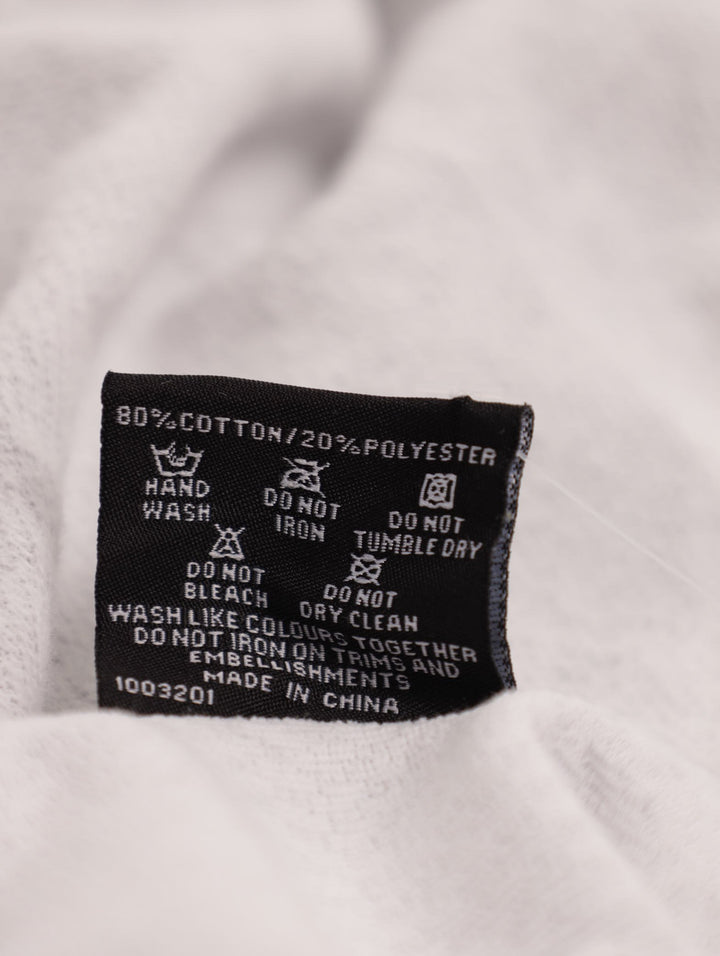 80%COTTON/20%POLYESTER
HAND WASH
DO NOT IRON
DO NOT TUMBLE DRY
DO NOT BLEACH
DO NOT DRY CLEAN
WASH LIKE COLOURS TOGETHER
DO NOT IRON ON TRIMS AND
EMBELLISHMENTS
MADE IN CHINA
1003201